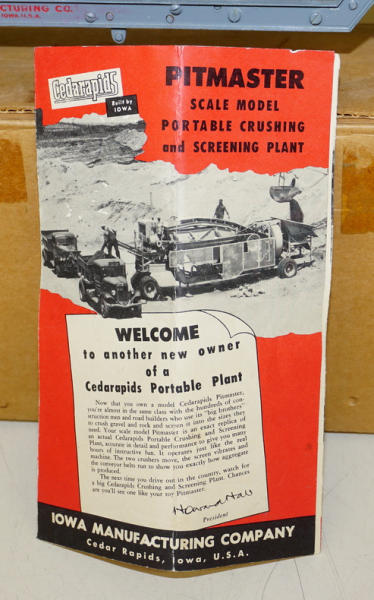 CTURING CO.
IOWA-U.S.A.
Cedarapids
Built by
IOWA
PITMASTER
SCALE MODEL
PORTABLE CRUSHING
and SCREENING PLANT
WELCOME
to another new owner
of a
Cedarapids Portable Plant
Now that you own a model Cedarapids Pitmaster,
you're almost in the same class with the hundreds of con-
struction men and road builders who use its "big brothers"
to crush gravel and rock and screen it into the sizes they
need. Your scale model Pitmaster is an exact replica of
an actual Cedarapids Portable Crushing and Screening
Plant, accurate in detail and performance to give you many
hours of instructive fun. It operates just like the real
machine. The two crushers move, the screen vibrates and
the conveyor belts run to show you exactly how aggregate
is produced.
The next time you drive out in the country, watch for
a big Cedarapids Crushing and Screening Plant. Chances
are you'll see one like your toy Pitmaster.
Howard Hall
President
IOWA MANUFACTURING COMPANY
Cedar Rapids, Iowa, U.S.A.